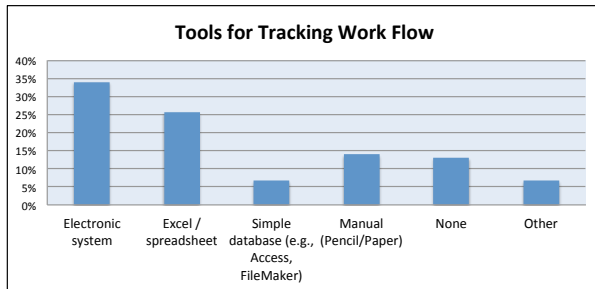 Tools for Tracking Work Flow
40%
35%
30%
25%
20%
15%
10%
5%
0%
Electronic system
Excel / spreadsheet
Simple database (e.g., Access, FileMaker)
Manual (Pencil/Paper)
None
Other